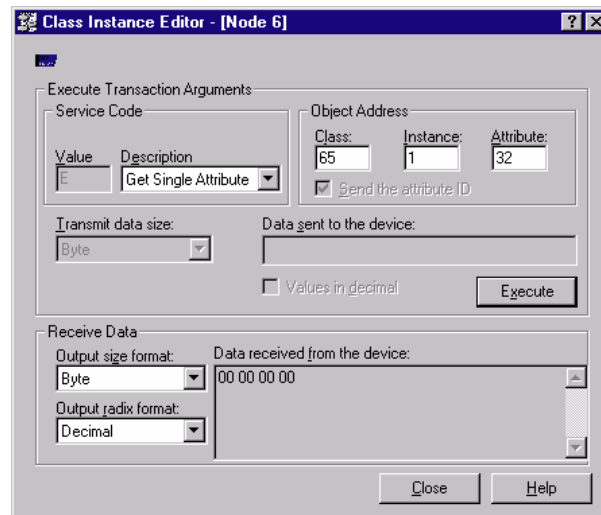 Class Instance Editor - [Node 6]
Execute Transaction Arguments
Service Code
Object Address
Value Description
Class: Instance: Attribute:
E Get Single Attribute
65 1 32
Send the attribute ID
Transmit data size: Data sent to the device:
Byte
Values in decimal
Execute
Receive Data
Output size format: Data received from the device:
Byte
00 00 00 00
Output radix format:
Decimal
Close Help